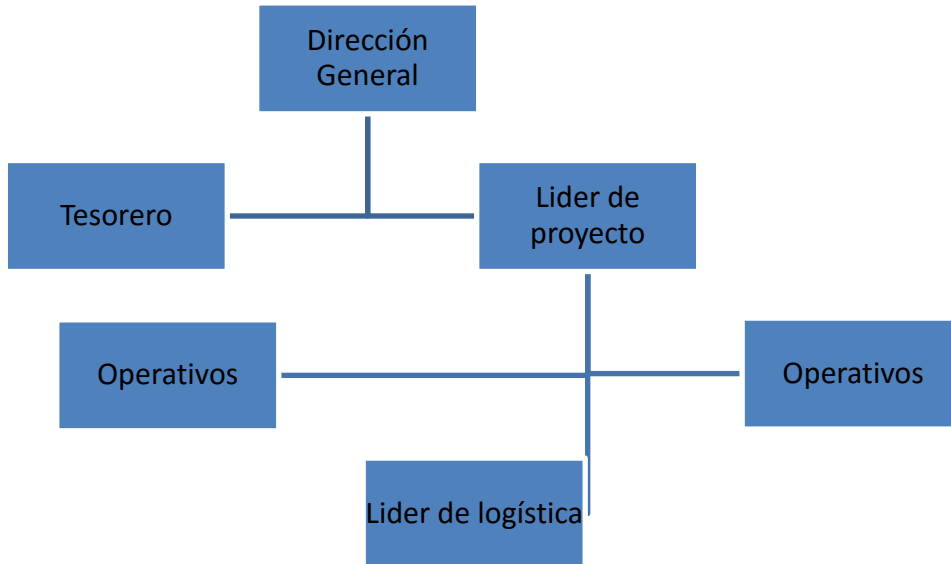 Dirección
General
Tesorero
Lider de
proyecto
Operativos
Operativos
Lider de logística